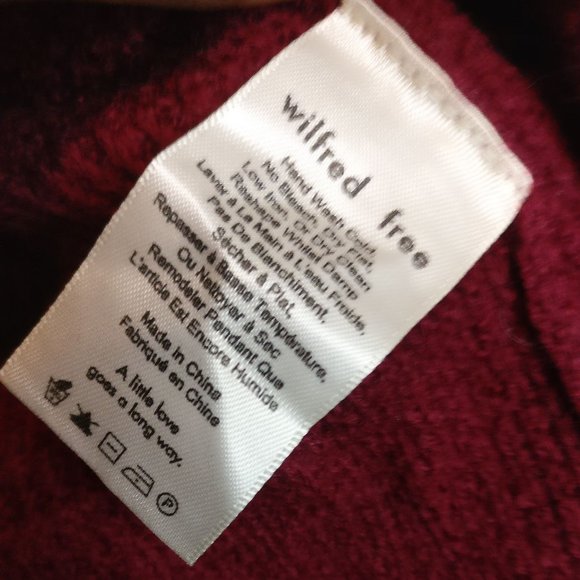 wilfred free
Hand Wash Cold,
No Bleach, Dry Flat,
Low Iron, Or Dry Clean
Reshape Whilst Damp
Lavez À La Main À L'eau Froide,
Pas De Blanchiment,
Sécher À Plat,
Repasser À Basse Température,
Ou Nettoyer À Sec
Remodeler Pendant Que
L'article Est Encore Humide
Made in China
Fabriqué en Chine
A little love
goes a long way.
P